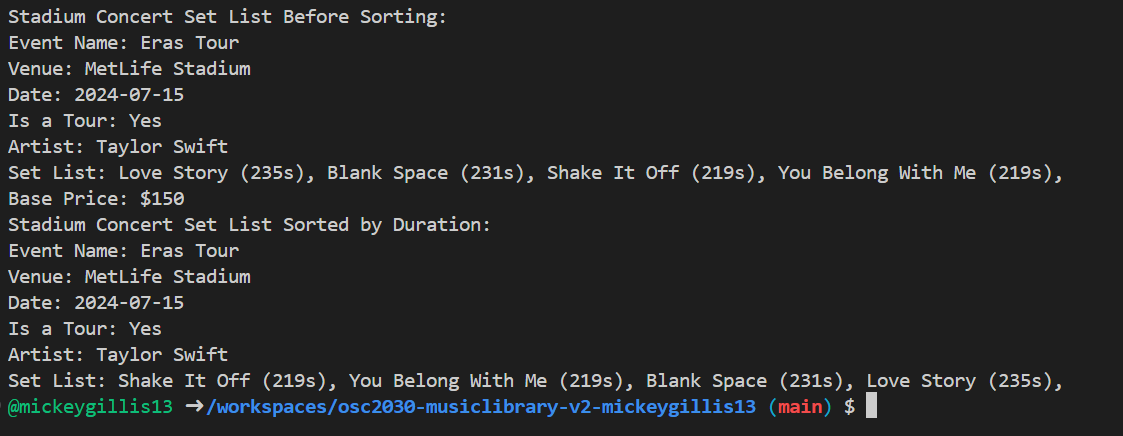 Stadium Concert Set List Before Sorting:
Event Name: Eras Tour
Venue: MetLife Stadium
Date: 2024-07-15
Is a Tour: Yes
Artist: Taylor Swift
Set List: Love Story (235s), Blank Space (231s), Shake It Off (219s), You Belong With Me (219s),
Base Price: $150
Stadium Concert Set List Sorted by Duration:
Event Name: Eras Tour
Venue: MetLife Stadium
Date: 2024-07-15
Is a Tour: Yes
Artist: Taylor Swift
Set List: Shake It Off (219s), You Belong With Me (219s), Blank Space (231s), Love Story (235s),
@mickeygillis13 ➜/workspaces/osc2030-musiclibrary-v2-mickeygillis13 (main) $